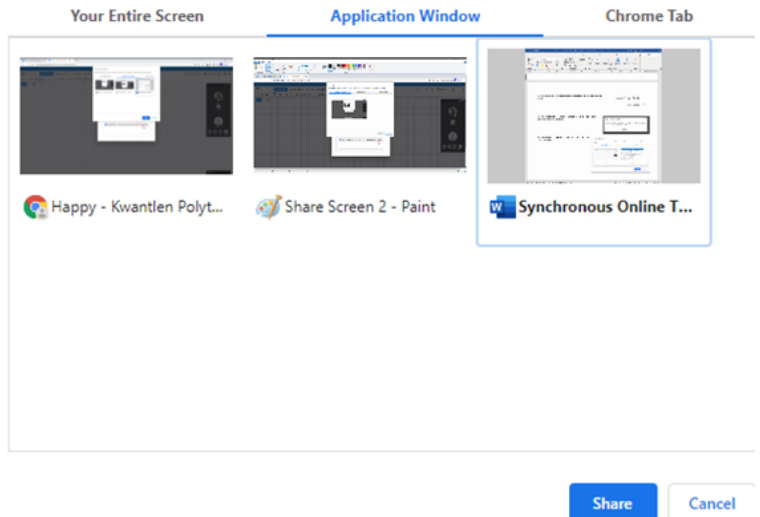 Your Entire Screen Application Window Chrome Tab
Happy - Kwantlen Polyt... Share Screen 2 - Paint Synchronous Online T...
Share Cancel